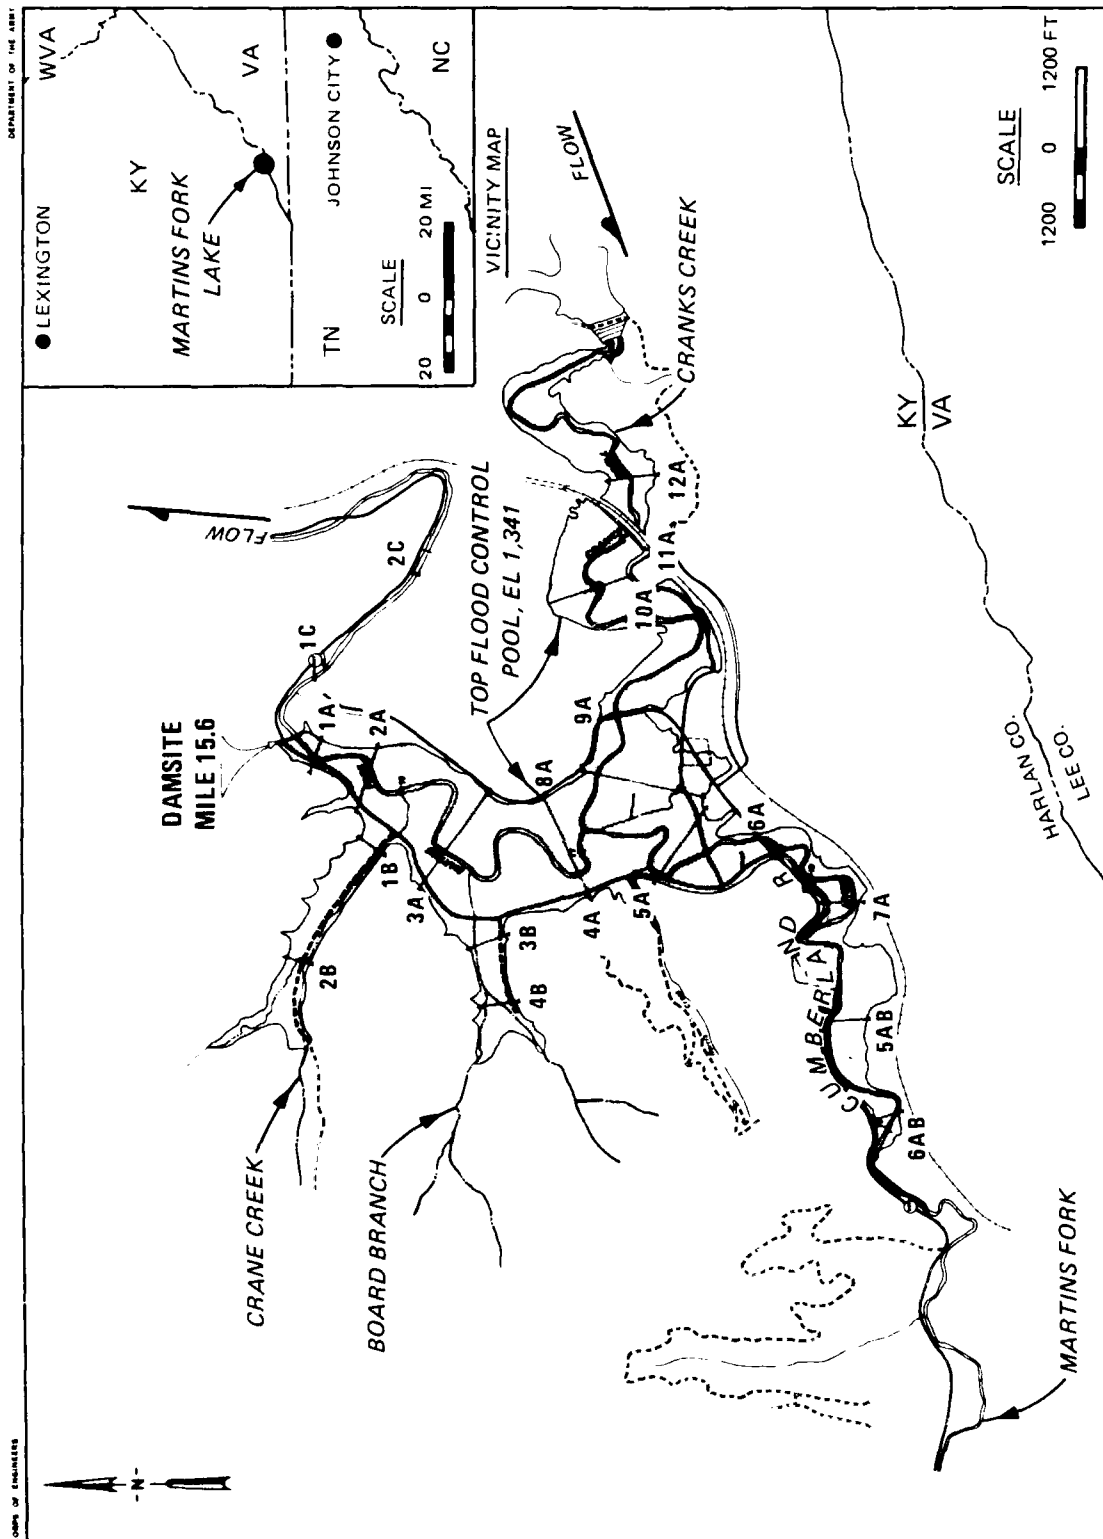 CORPS OF ENGINEERS
DEPARTMENT OF THE ARMY
-N-
LEXINGTON
WVA
KY
VA
MARTINS FORK
LAKE
TN
JOHNSON CITY
NC
SCALE
20 0 20 MI
VICINITY MAP
DAMSITE
MILE 15.6
FLOW
1C
2C
1A
2A
CRANE CREEK
2B
1B
3A
BOARD BRANCH
3B
4B
4A
5A
8A
9A
TOP FLOOD CONTROL
POOL, EL 1,341
10A
11A
12A
CRANKS CREEK
FLOW
6A
7A
CUMBERLAND R
5AB
6AB
MARTINS FORK
KY
VA
HARLAN CO.
LEE CO.
SCALE
1200 0 1200 FT